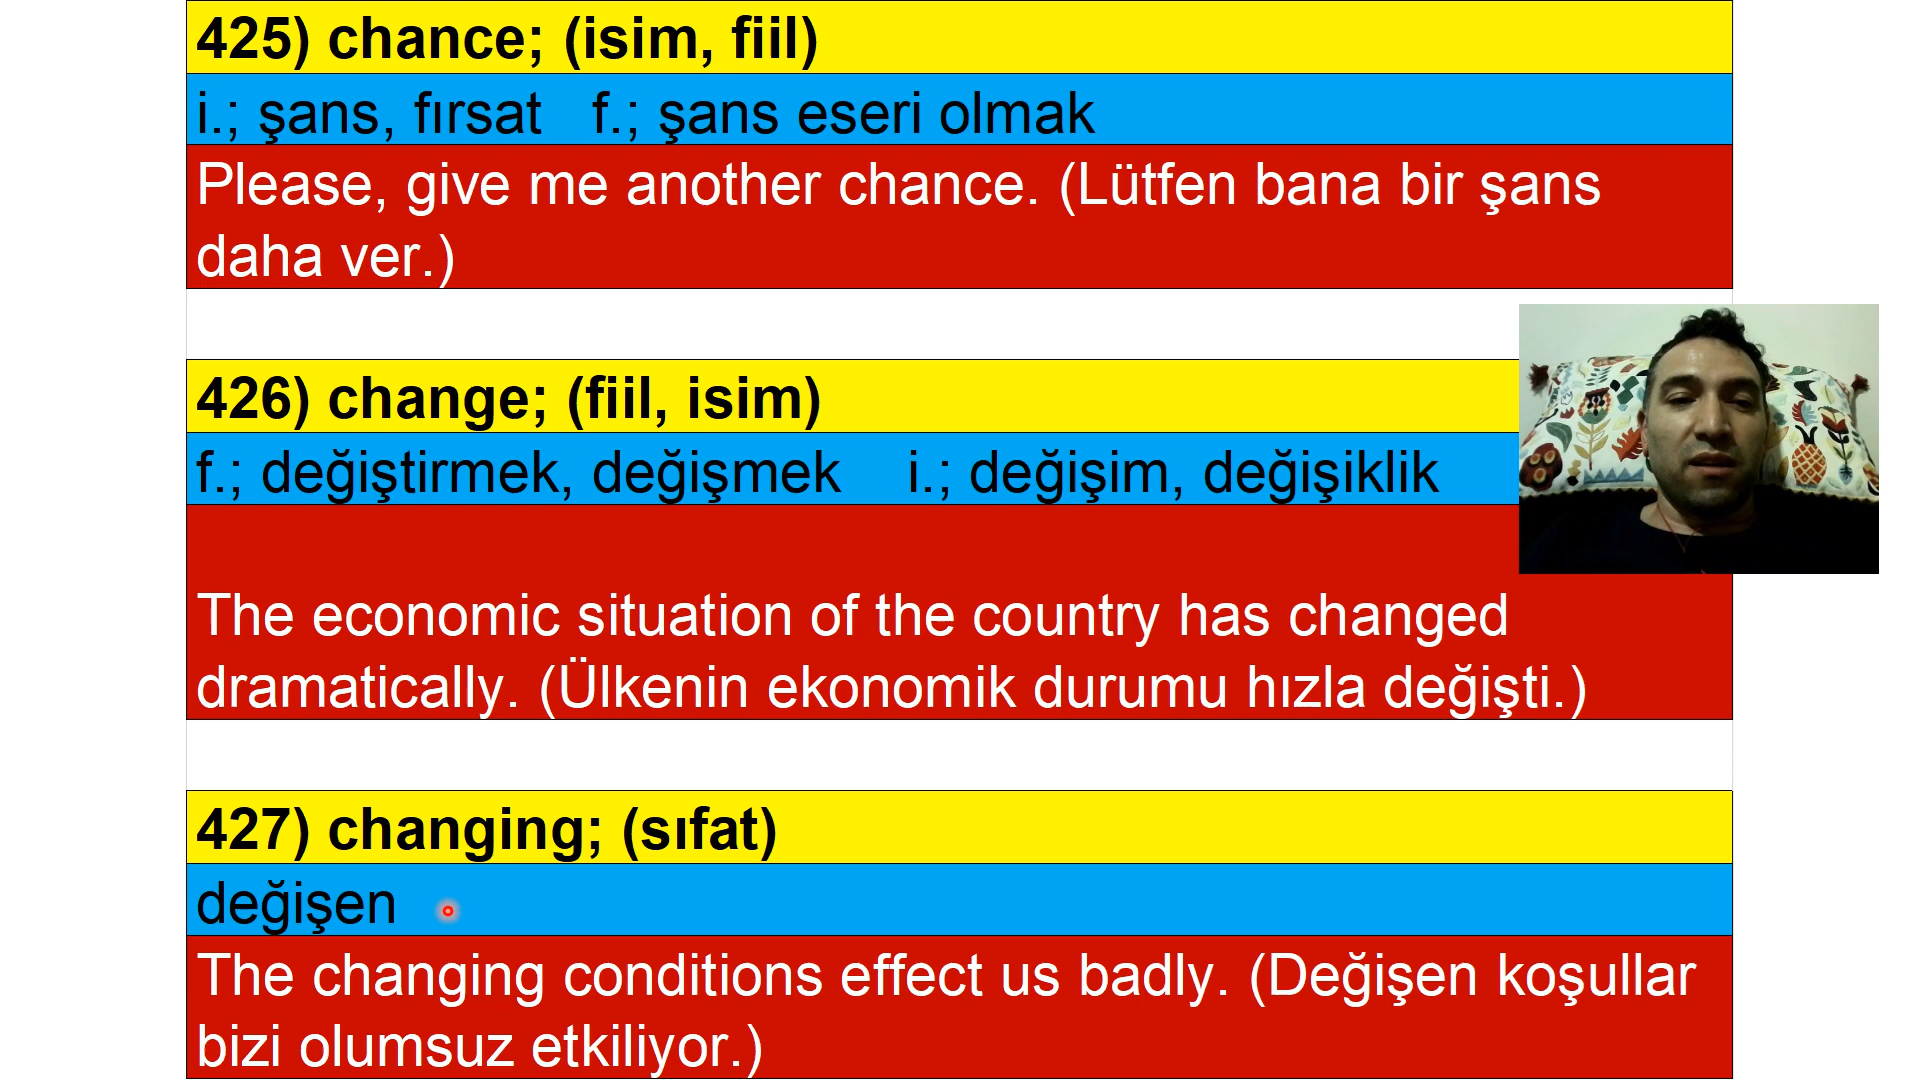 425) chance; (isim, fiil)
i.; şans, fırsat f.; şans eseri olmak
Please, give me another chance. (Lütfen bana bir şans
daha ver.)
426) change; (fiil, isim)
f.; değiştirmek, değişmek i.; değişim, değişiklik
The economic situation of the country has changed
dramatically. (Ülkenin ekonomik durumu hızla değişti.)
427) changing; (sıfat)
değişen
The changing conditions effect us badly. (Değişen koşullar
bizi olumsuz etkiliyor.)